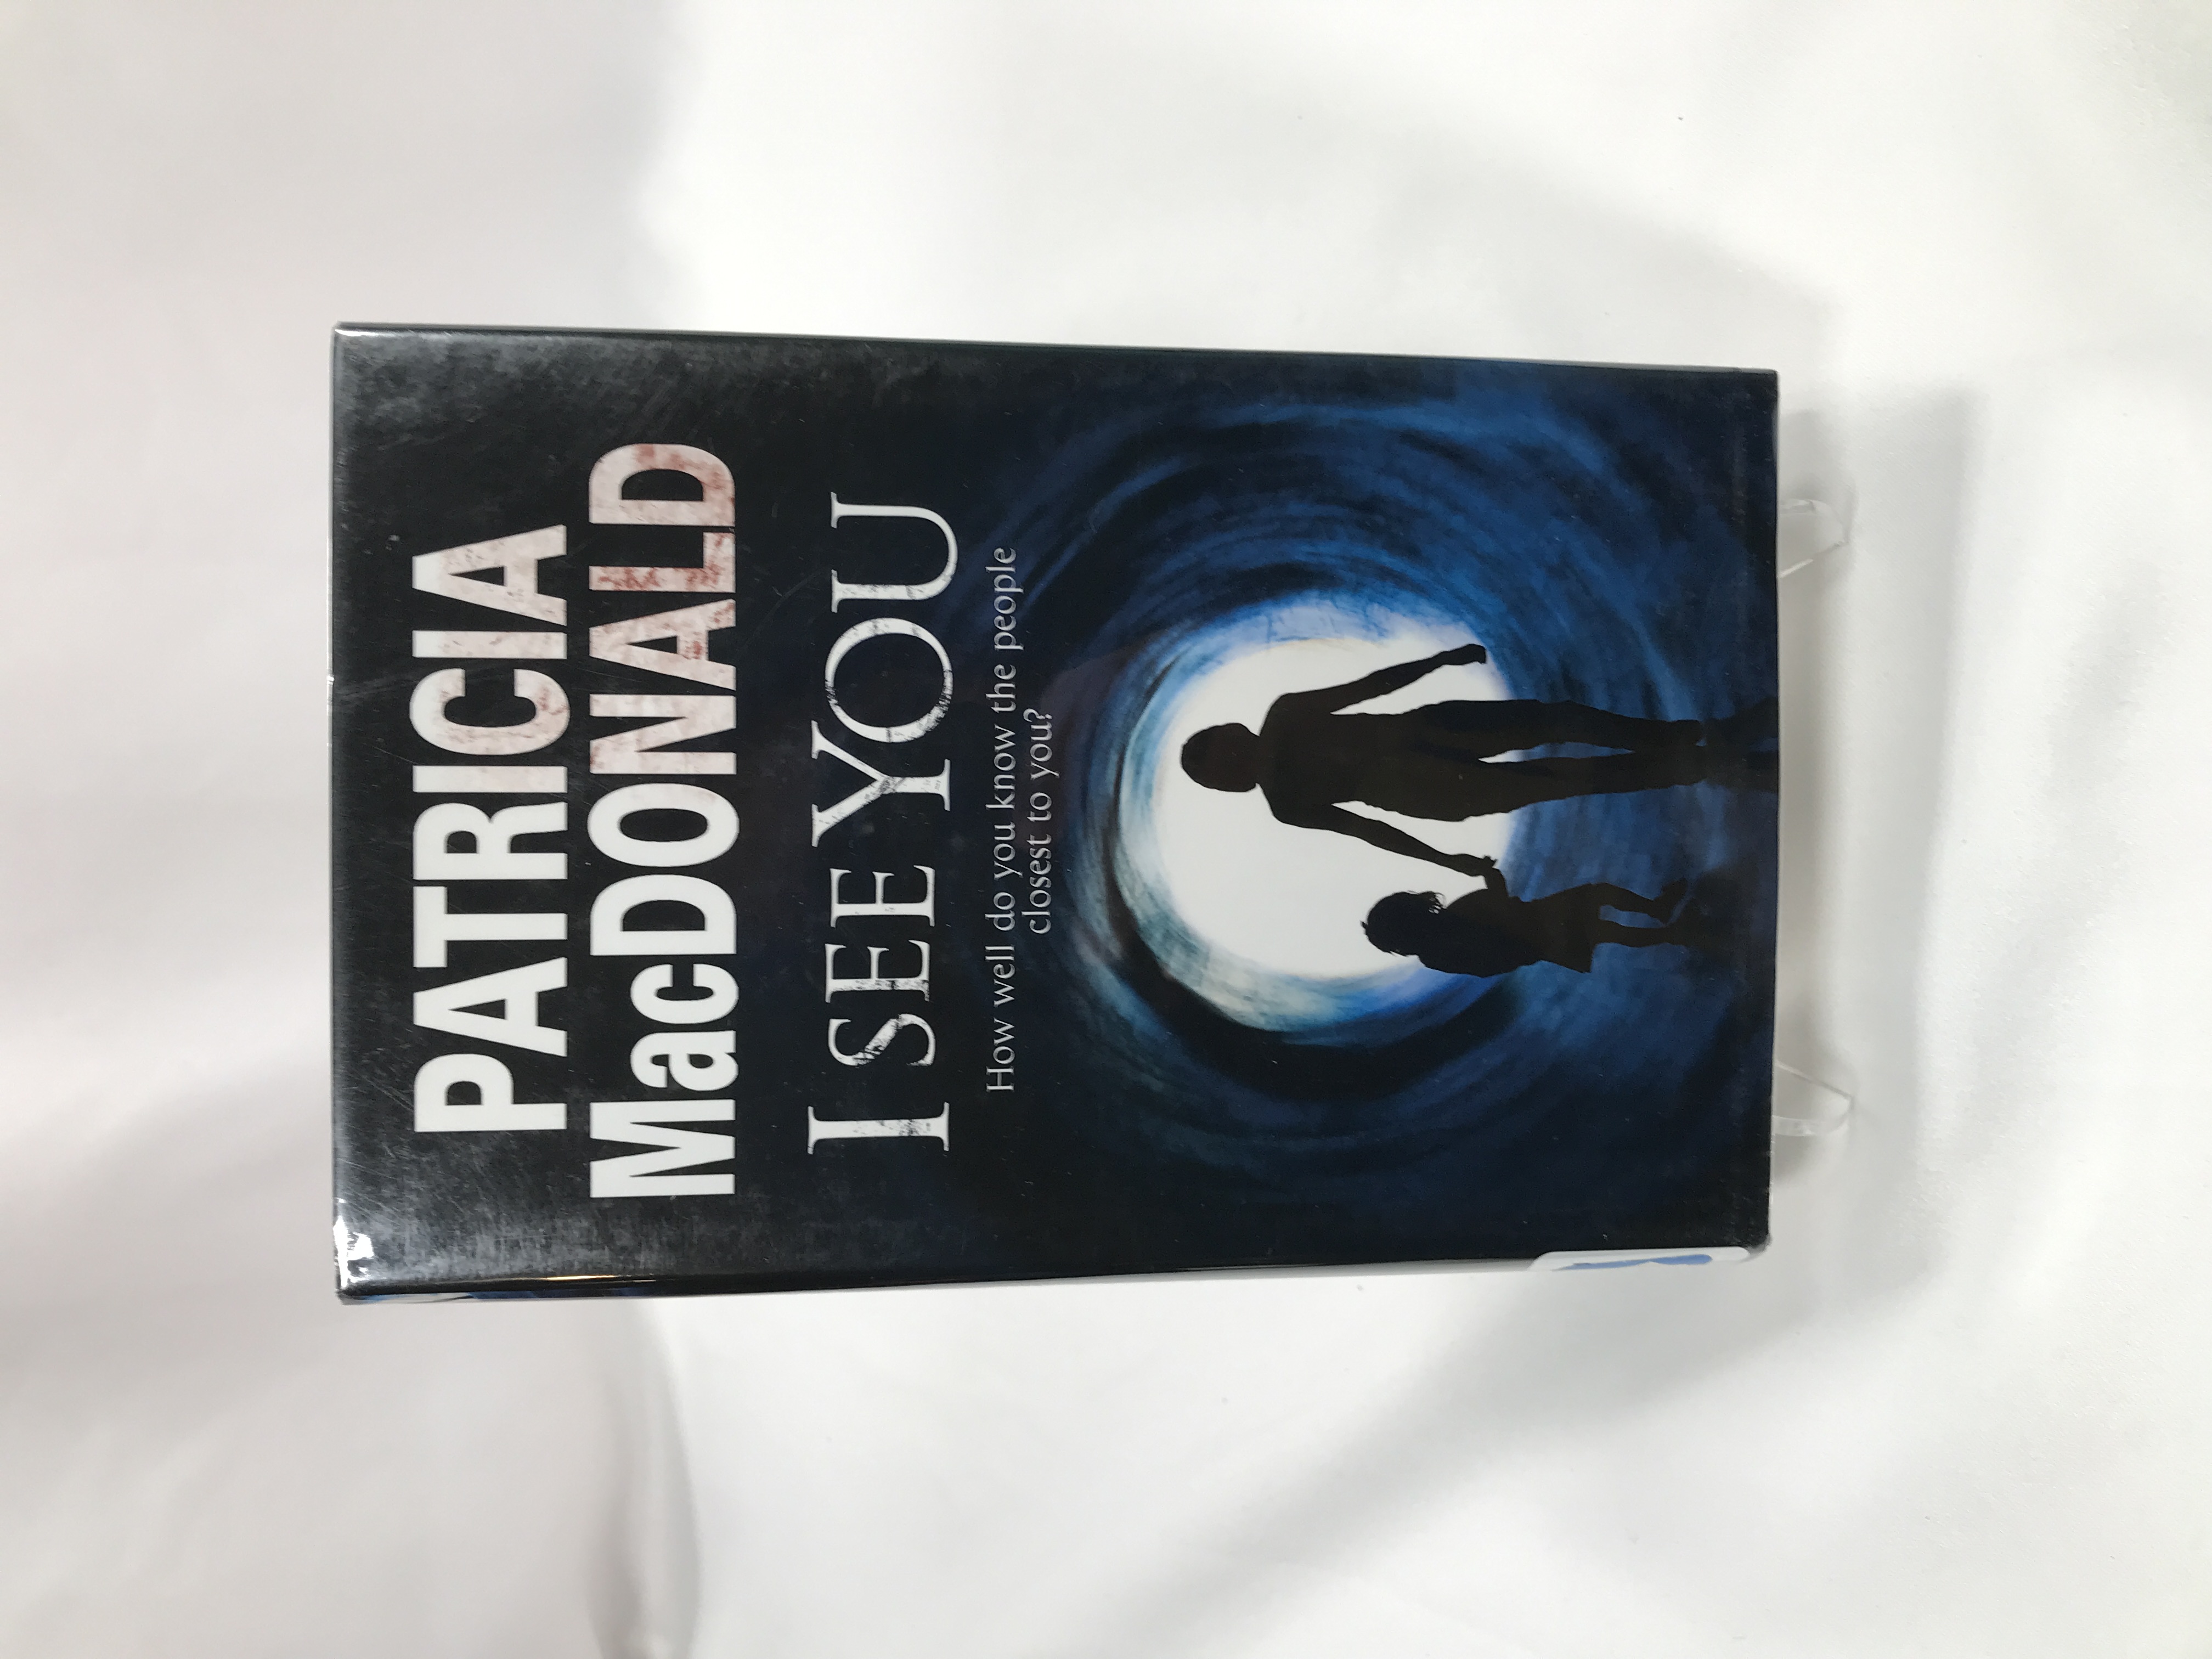 PATRICIA
MacDONALD
I SEE YOU
How well do you know the people
closest to you?